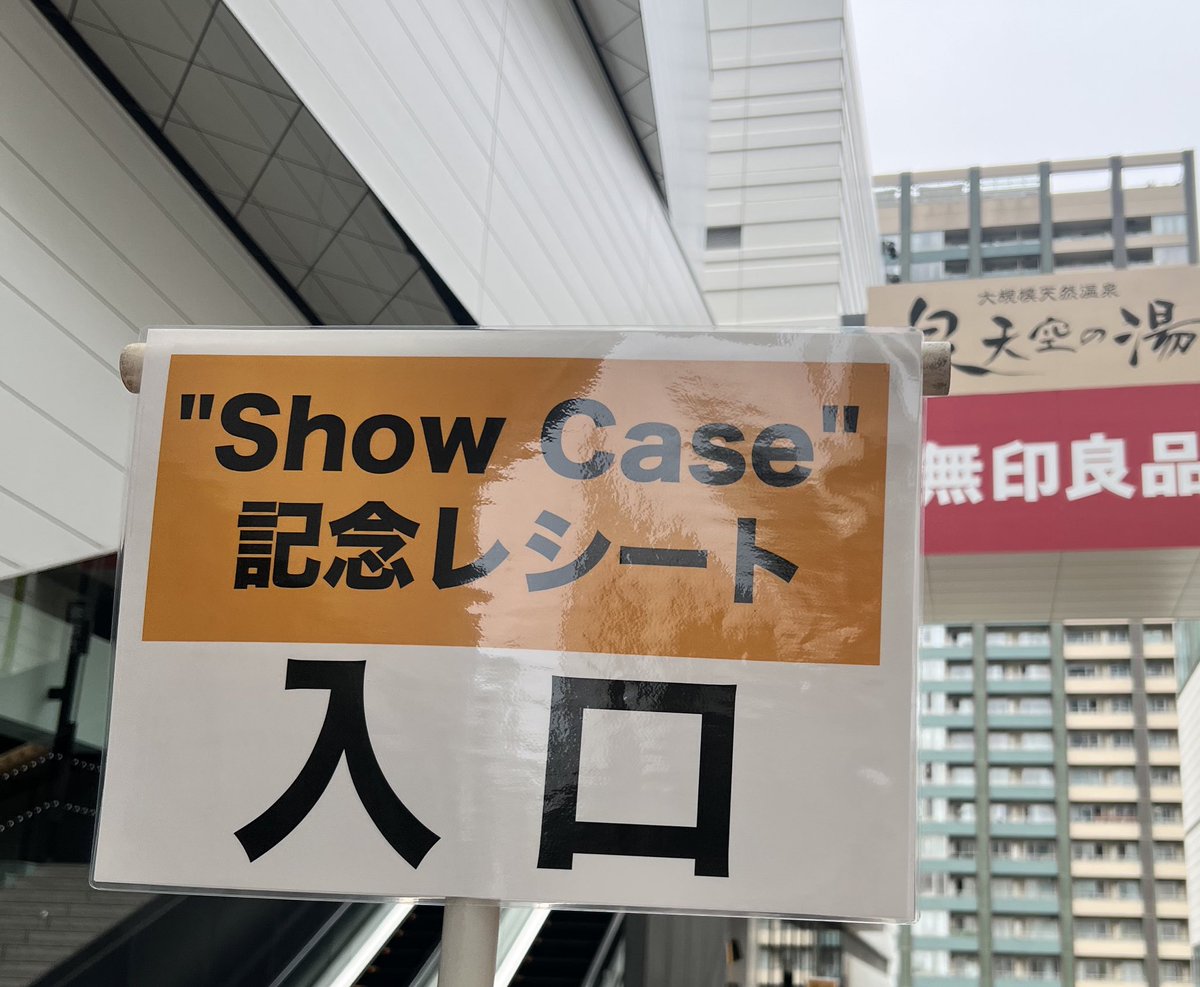 "Show Case"
記念レシート
入口
大規模天然温泉
泉天空の湯
無印良品